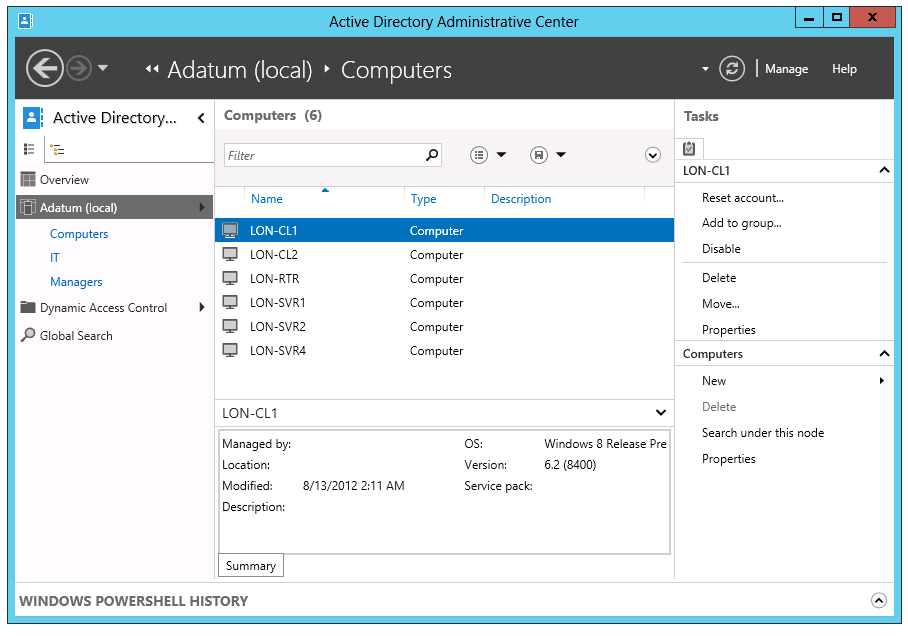 Active Directory Administrative Center
Adatum (local) Computers
Manage Help
Active Directory...
Overview
Adatum (local)
Computers
IT
Managers
Dynamic Access Control
Global Search
Computers (6)
Filter
Name Type Description
LON-CL1 Computer
LON-CL2 Computer
LON-RTR Computer
LON-SVR1 Computer
LON-SVR2 Computer
LON-SVR4 Computer
LON-CL1
Managed by: OS: Windows 8 Release Pre
Location: Version: 6.2 (8400)
Modified: 8/13/2012 2:11 AM Service pack:
Description:
Summary
Tasks
LON-CL1
Reset account...
Add to group...
Disable
Delete
Move...
Properties
Computers
New
Delete
Search under this node
Properties
WINDOWS POWERSHELL HISTORY